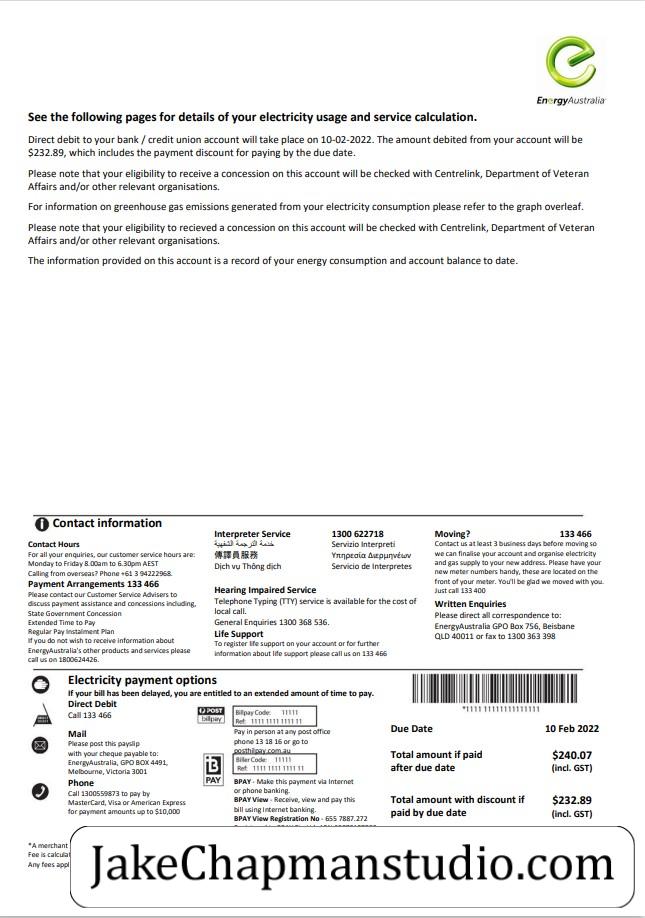 EnergyAustralia
See the following pages for details of your electricity usage and service calculation.
Direct debit to your bank / credit union account will take place on 10-02-2022. The amount debited from your account will be
$232.89, which includes the payment discount for paying by the due date.
Please note that your eligibility to receive a concession on this account will be checked with Centrelink, Department of Veteran
Affairs and/or other relevant organisations.
For information on greenhouse gas emissions generated from your electricity consumption please refer to the graph overleaf.
Please note that your eligibility to recieved a concession on this account will be checked with Centrelink, Department of Veteran
Affairs and/or other relevant organisations.
The information provided on this account is a record of your energy consumption and account balance to date.
Contact information
Contact Hours
For all your enquiries, our customer service hours are:
Monday to Friday 8.00am to 6.30pm AEST
Calling from overseas? Phone +61 3 94222968.
Payment Arrangements 133 466
Please contact our Customer Service Advisers to
discuss payment assistance and concessions including,
State Government Concession
Extended Time to Pay
Regular Pay Instalment Plan
If you do not wish to receive information about
EnergyAustralia's other products and services please
call us on 1800624426.
Interpreter Service 1300 622718
خدمة الترجمة الشفهية Servizio Interpreti
傳譯員服務 Υπηρεσία Διερμηνέων
Dịch vụ Thông dịch Servicio de Interpretes
Hearing Impaired Service
Telephone Typing (TTY) service is available for the cost of
local call.
General Enquiries 1300 368 536.
Life Support
To register life support on your account or for further
information about life support please call us on 133 466
Moving? 133 466
Contact us at least 3 business days before moving so
we can finalise your account and organise electricity
and gas supply to your new address. Please have your
new meter numbers handy, these are located on the
front of your meter. You'll be glad we moved with you.
Just call 133 400
Written Enquiries
Please direct all correspondence to:
EnergyAustralia GPO Box 756, Beisbane
QLD 40011 or fax to 1300 363 398
Electricity payment options
If your bill has been delayed, you are entitled to an extended amount of time to pay.
Direct Debit
Call 133 466
Mail
Please post this payslip
with your cheque payable to:
EnergyAustralia, GPO BOX 4491,
Melbourne, Victoria 3001
Phone
Call 1300559873 to pay by
MasterCard, Visa or American Express
for payment amounts up to $10,000
POST
billpay
Billpay Code: 11111
Ref: 1111 1111 1111 11
Pay in person at any post office
phone 13 18 16 or go to
postbilpay.com.au
B
PAY
Biller Code: 11111
Ref: 1111 1111 1111 11
BPAY - Make this payment via Internet
or phone banking.
BPAY View - Receive, view and pay this
bill using Internet banking.
BPAY View Registration No - 655 7887.272
*1111 11111111111111
Due Date 10 Feb 2022
Total amount if paid $240.07
after due date (incl. GST)
Total amount with discount if $232.89
paid by due date (incl. GST)
*A merchant
Fee is calculat
Any fees appl
JakeChapmanstudio.com